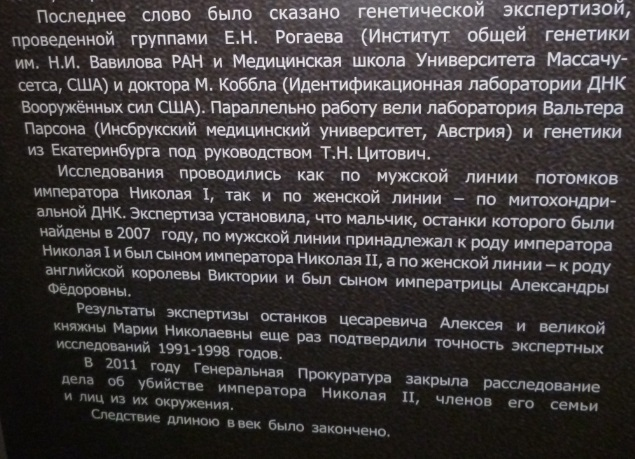 Последнее слово было сказано генетической экспертизой,
проведенной группами Е.Н. Рогаева (Институт общей генетики
им. Н.И. Вавилова РАН и Медицинская школа Университета Массачу-
сетса, США) и доктора М. Коббла (Идентификационная лаборатории ДНК
Вооружённых сил США). Параллельно работу вели лаборатория Вальтера
Парсона (Инсбрукский медицинский университет, Австрия) и генетики
из Екатеринбурга под руководством Т.Н. Цитович.
Исследования проводились как по мужской линии потомков
императора Николая I, так и по женской линии – по митохондри-
альной ДНК. Экспертиза установила, что мальчик, останки которого были
найдены в 2007 году, по мужской линии принадлежал к роду императора
Николая I и был сыном императора Николая II, а по женской линии – к роду
английской королевы Виктории и был сыном императрицы Александры
Фёдоровны.
Результаты экспертизы останков цесаревича Алексея и великой
княжны Марии Николаевны еще раз подтвердили точность экспертных
исследований 1991-1998 годов.
В 2011 году Генеральная Прокуратура закрыла расследование
дела об убийстве императора Николая II, членов его семьи
и лиц из их окружения.
Следствие длиною в век было закончено.